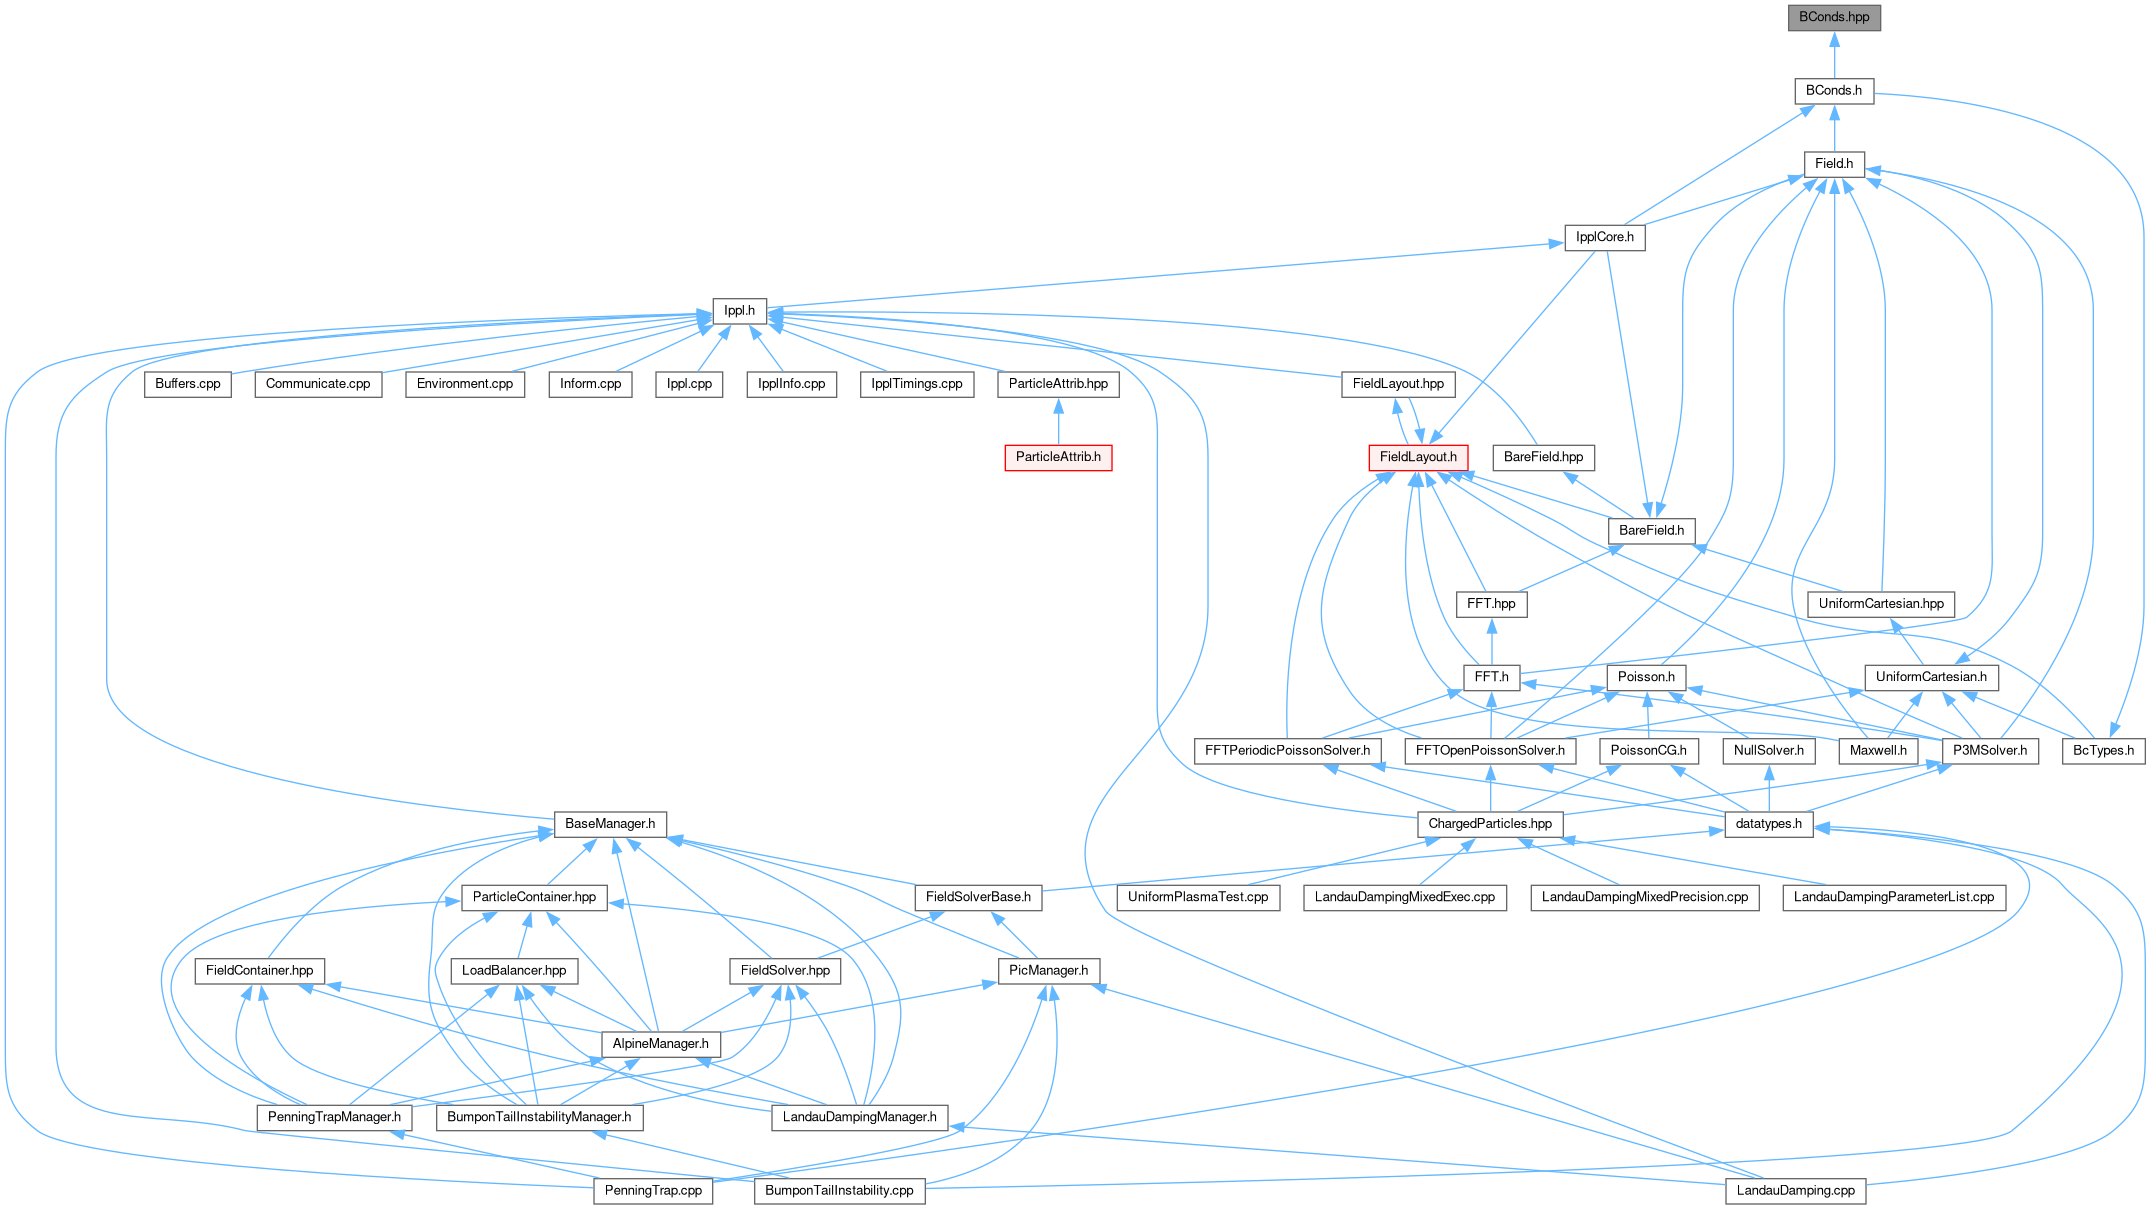 BConds.hpp
BConds.h
Field.h
IpplCore.h
Ippl.h
Buffers.cpp
Communicate.cpp
Environment.cpp
Inform.cpp
Ippl.cpp
IpplInfo.cpp
IpplTimings.cpp
ParticleAttrib.hpp
FieldLayout.hpp
ParticleAttrib.h
FieldLayout.h
BareField.hpp
BareField.h
FFT.hpp
UniformCartesian.hpp
FFT.h
Poisson.h
UniformCartesian.h
FFTPeriodicPoissonSolver.h
FFTOpenPoissonSolver.h
PoissonCG.h
NullSolver.h
Maxwell.h
P3MSolver.h
BcTypes.h
BaseManager.h
ChargedParticles.hpp
datatypes.h
ParticleContainer.hpp
FieldSolverBase.h
UniformPlasmaTest.cpp
LandauDampingMixedExec.cpp
LandauDampingMixedPrecision.cpp
LandauDampingParameterList.cpp
FieldContainer.hpp
LoadBalancer.hpp
FieldSolver.hpp
PicManager.h
AlpineManager.h
PenningTrapManager.h
BumponTailInstabilityManager.h
LandauDampingManager.h
PenningTrap.cpp
BumponTailInstability.cpp
LandauDamping.cpp